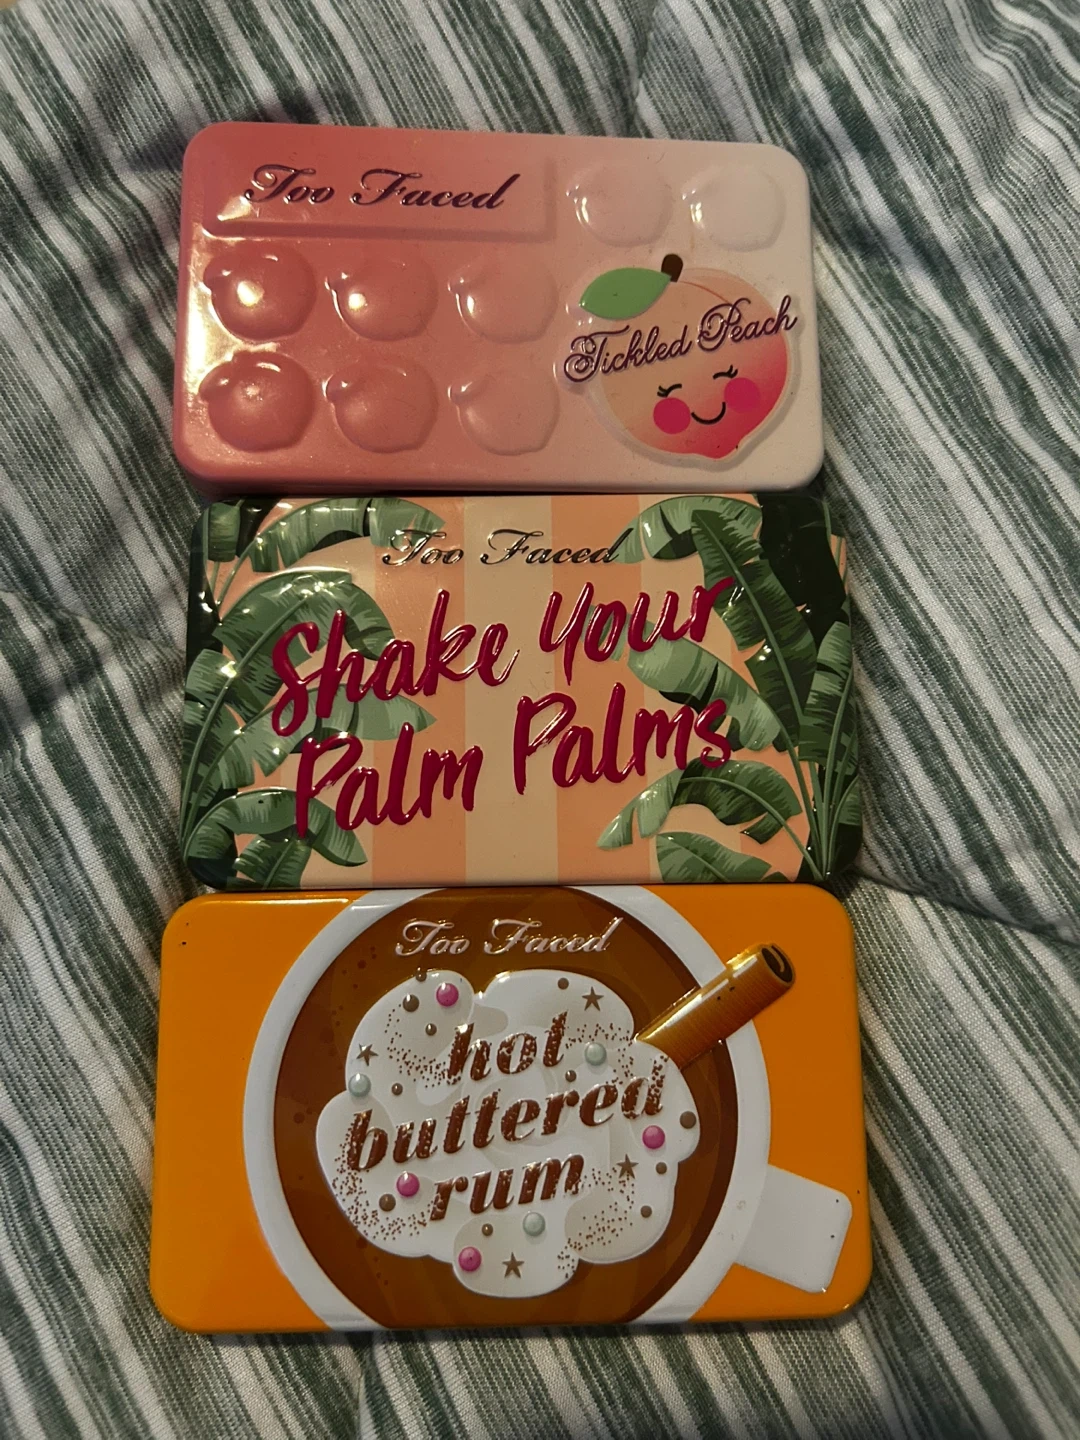 Too Faced
Tickled Peach
Too Faced
Shake Your
Palm Palms
Too Faced
hot
buttered
rum